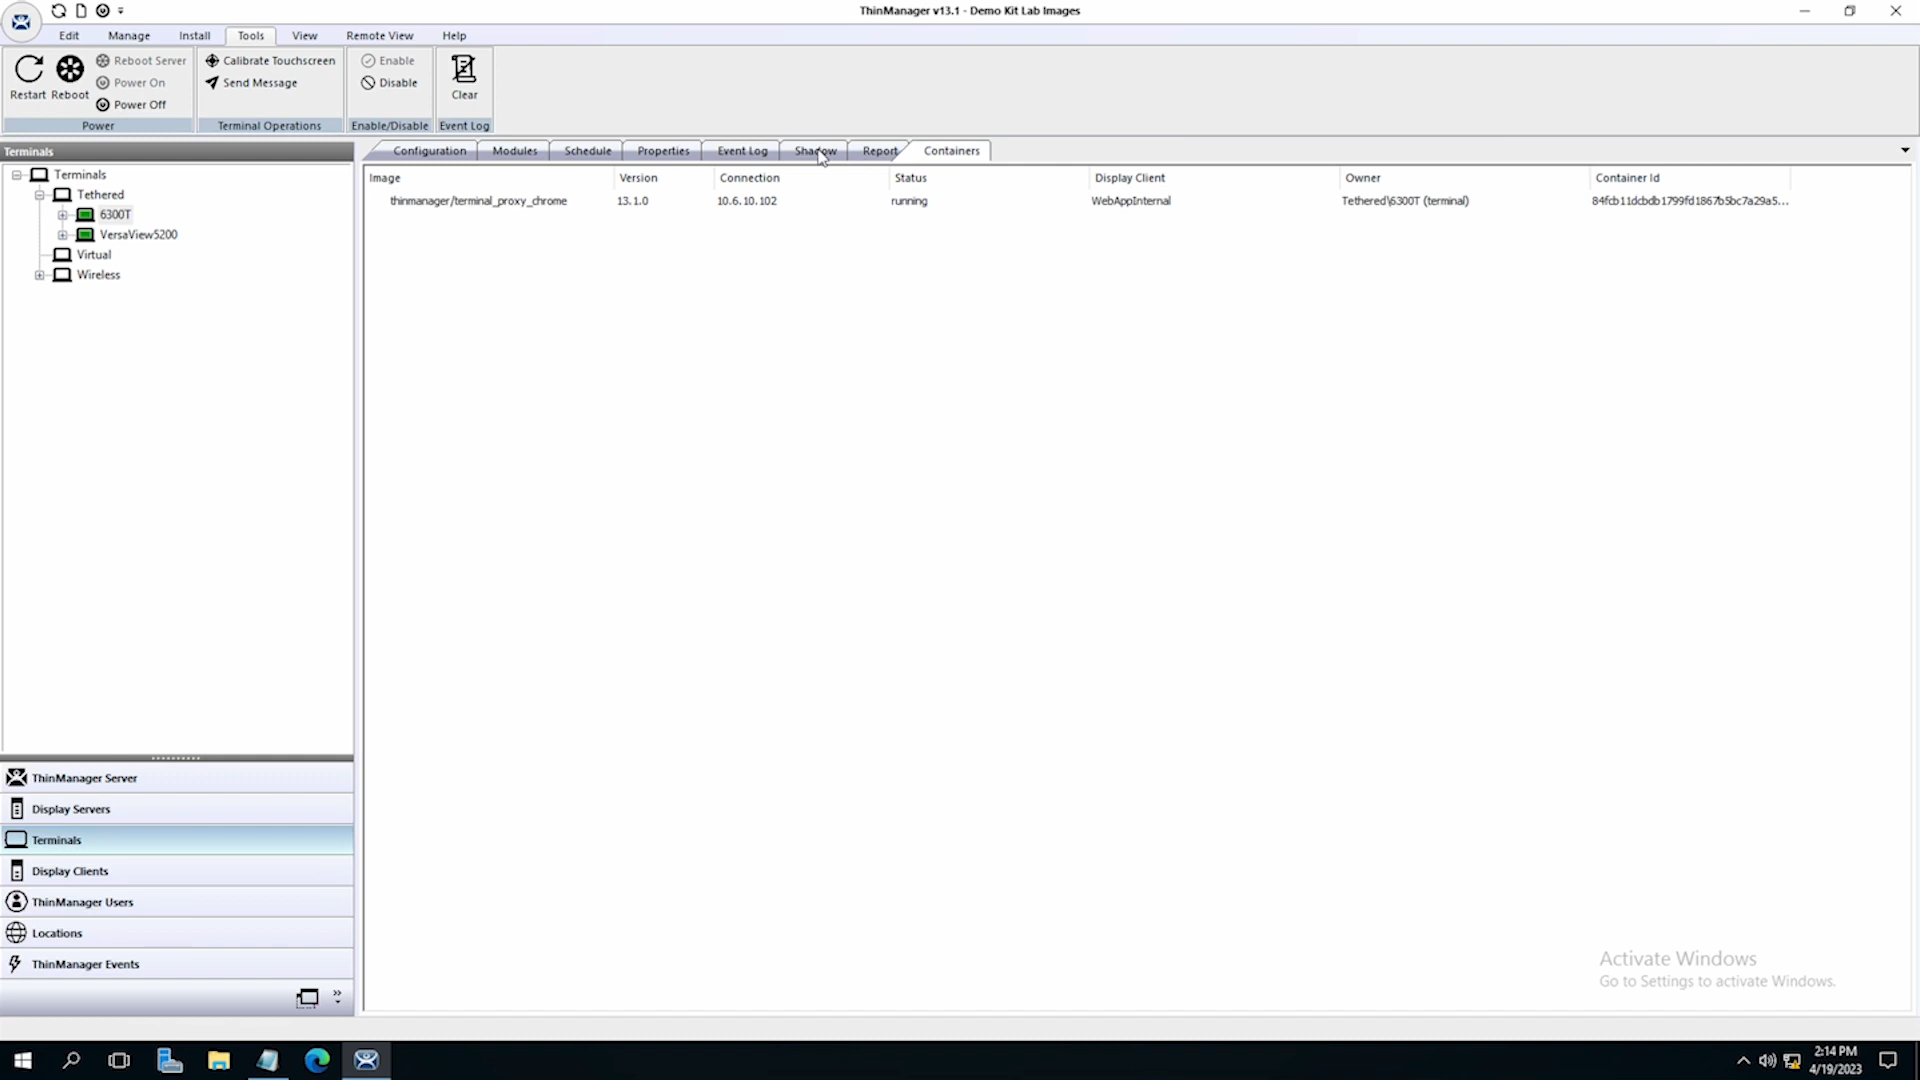 ThinManager v13.1 - Demo Kit Lab Images
Edit Manage Install Tools View Remote View Help
Restart
Reboot
Reboot Server
Power On
Power Off
Power
Calibrate Touchscreen
Send Message
Terminal Operations
Enable
Disable
Enable/Disable
Clear
Event Log
Terminals
Terminals
Tethered
6300T
VersaView5200
Virtual
Wireless
ThinManager Server
Display Servers
Terminals
Display Clients
ThinManager Users
Locations
ThinManager Events
Configuration Modules Schedule Properties Event Log Shadow Report Containers
Image Version Connection Status Display Client Owner Container Id
thinmanager/terminal_proxy_chrome 13.1.0 10.6.10.102 running WebAppInternal Tethered\6300T (terminal)
Activate Windows
Go to Settings to activate Windows.
2:14 PM
4/19/2023